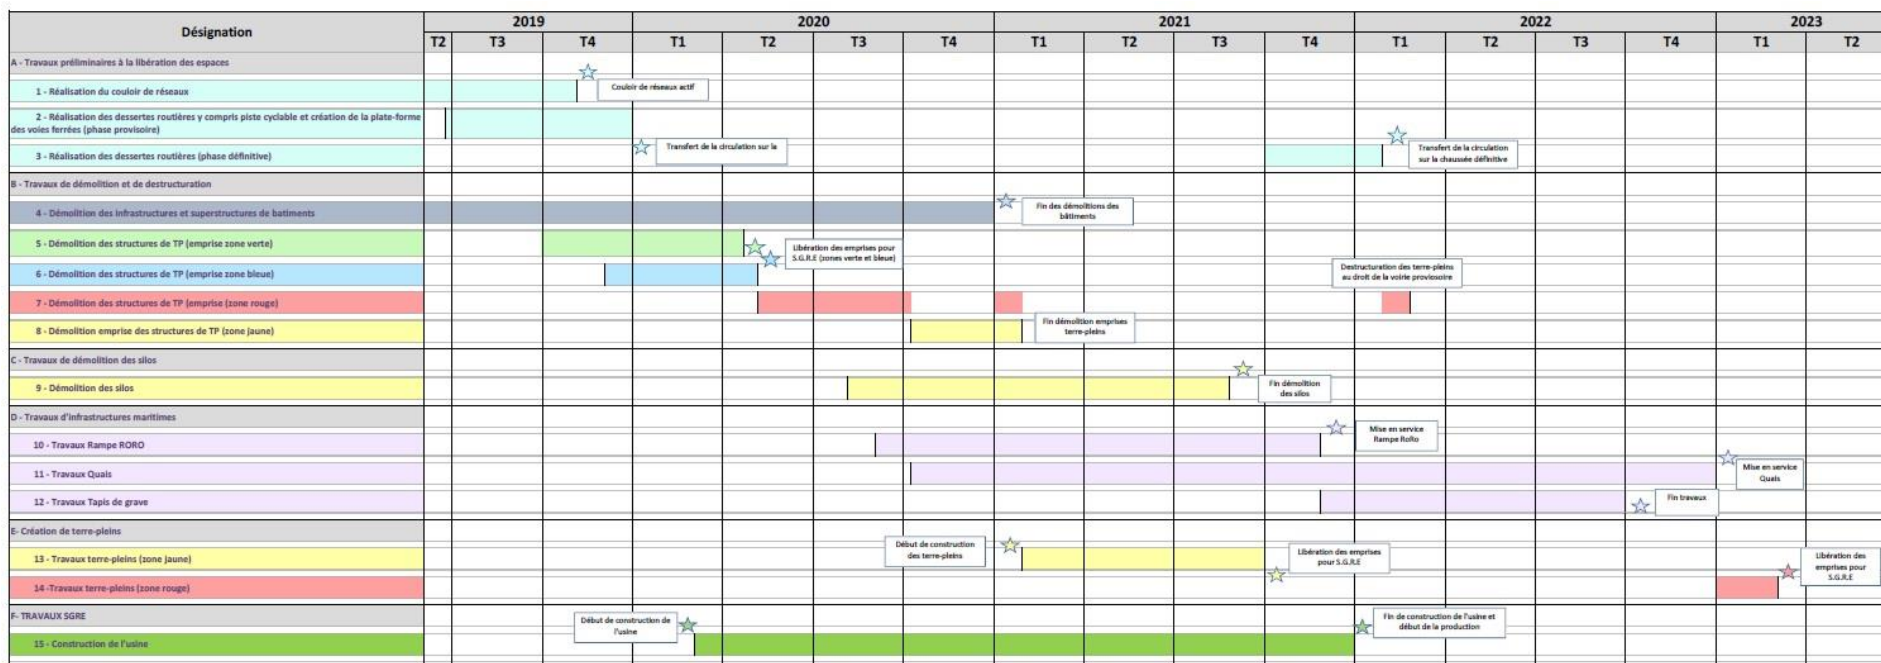 Désignation
2019
2020
2021
2022
2023
T2
T3
T4
T1
T2
T3
T4
T1
T2
T3
T4
T1
T2
T3
T4
T1
T2
A - Travaux préliminaires à la libération des espaces
1 - Réalisation du couloir de réseaux
Couloir de réseaux actif
2 - Réalisation des dessertes routières y compris piste cyclable et création de la plate-forme
des voies ferrées (phase provisoire)
3 - Réalisation des dessertes routières (phase définitive)
Transfert de la circulation sur la
Transfert de la circulation
sur la chaussée définitive
B - Travaux de démolition et de destructuration
4 - Démolition des infrastructures et superstructures de batiments
Fin des démolitions des
bâtiments
5 - Démolition des structures de TP (emprise zone verte)
Libération des emprises pour
S.G.R.E (zones verte et bleue)
6 - Démolition des structures de TP (emprise zone bleue)
Destructuration des terre-pleins
au droit de la voirie proviosoire
7 - Démolition des structures de TP (emprise (zone rouge)
8 - Démolition emprise des structures de TP (zone jaune)
Fin démolition emprises
terre-pleins
C - Travaux de démolition des silos
9 - Démolition des silos
Fin démolition
des silos
D - Travaux d'infrastructures maritimes
10 - Travaux Rampe RORO
Mise en service
Rampe RoRo
11 - Travaux Quais
Mise en service
Quais
12 - Travaux Tapis de grave
Fin travaux
E- Création de terre-pleins
13 - Travaux terre-pleins (zone jaune)
Début de construction
des terre-pleins
Libération des emprises
pour S.G.R.E
Libération des
emprises pour
S.G.R.E
14 -Travaux terre-pleins (zone rouge)
F- TRAVAUX SGRE
15 - Construction de l'usine
Début de construction de
l'usine
Fin de construction de l'usine et
début de la production